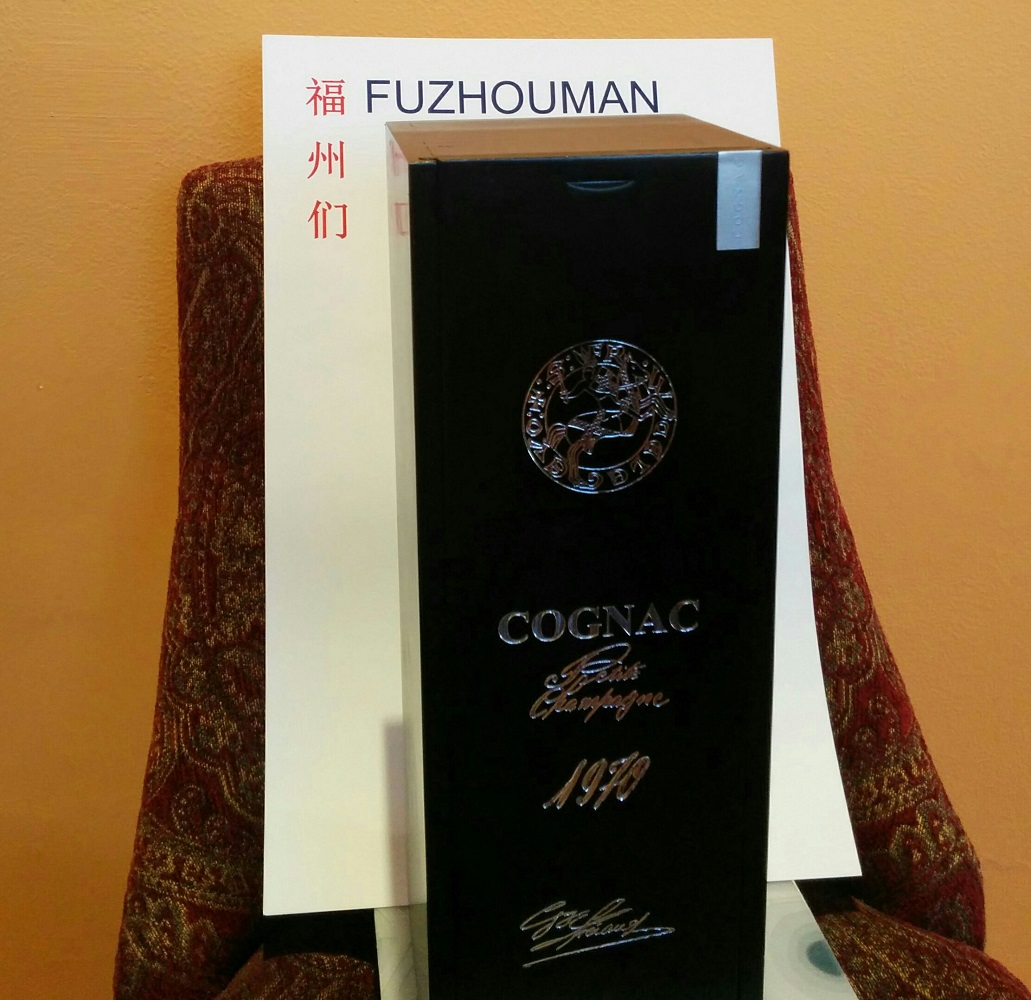 福 FUZHOUMAN
州
们
COGNAC
Petite
Champagne
1970